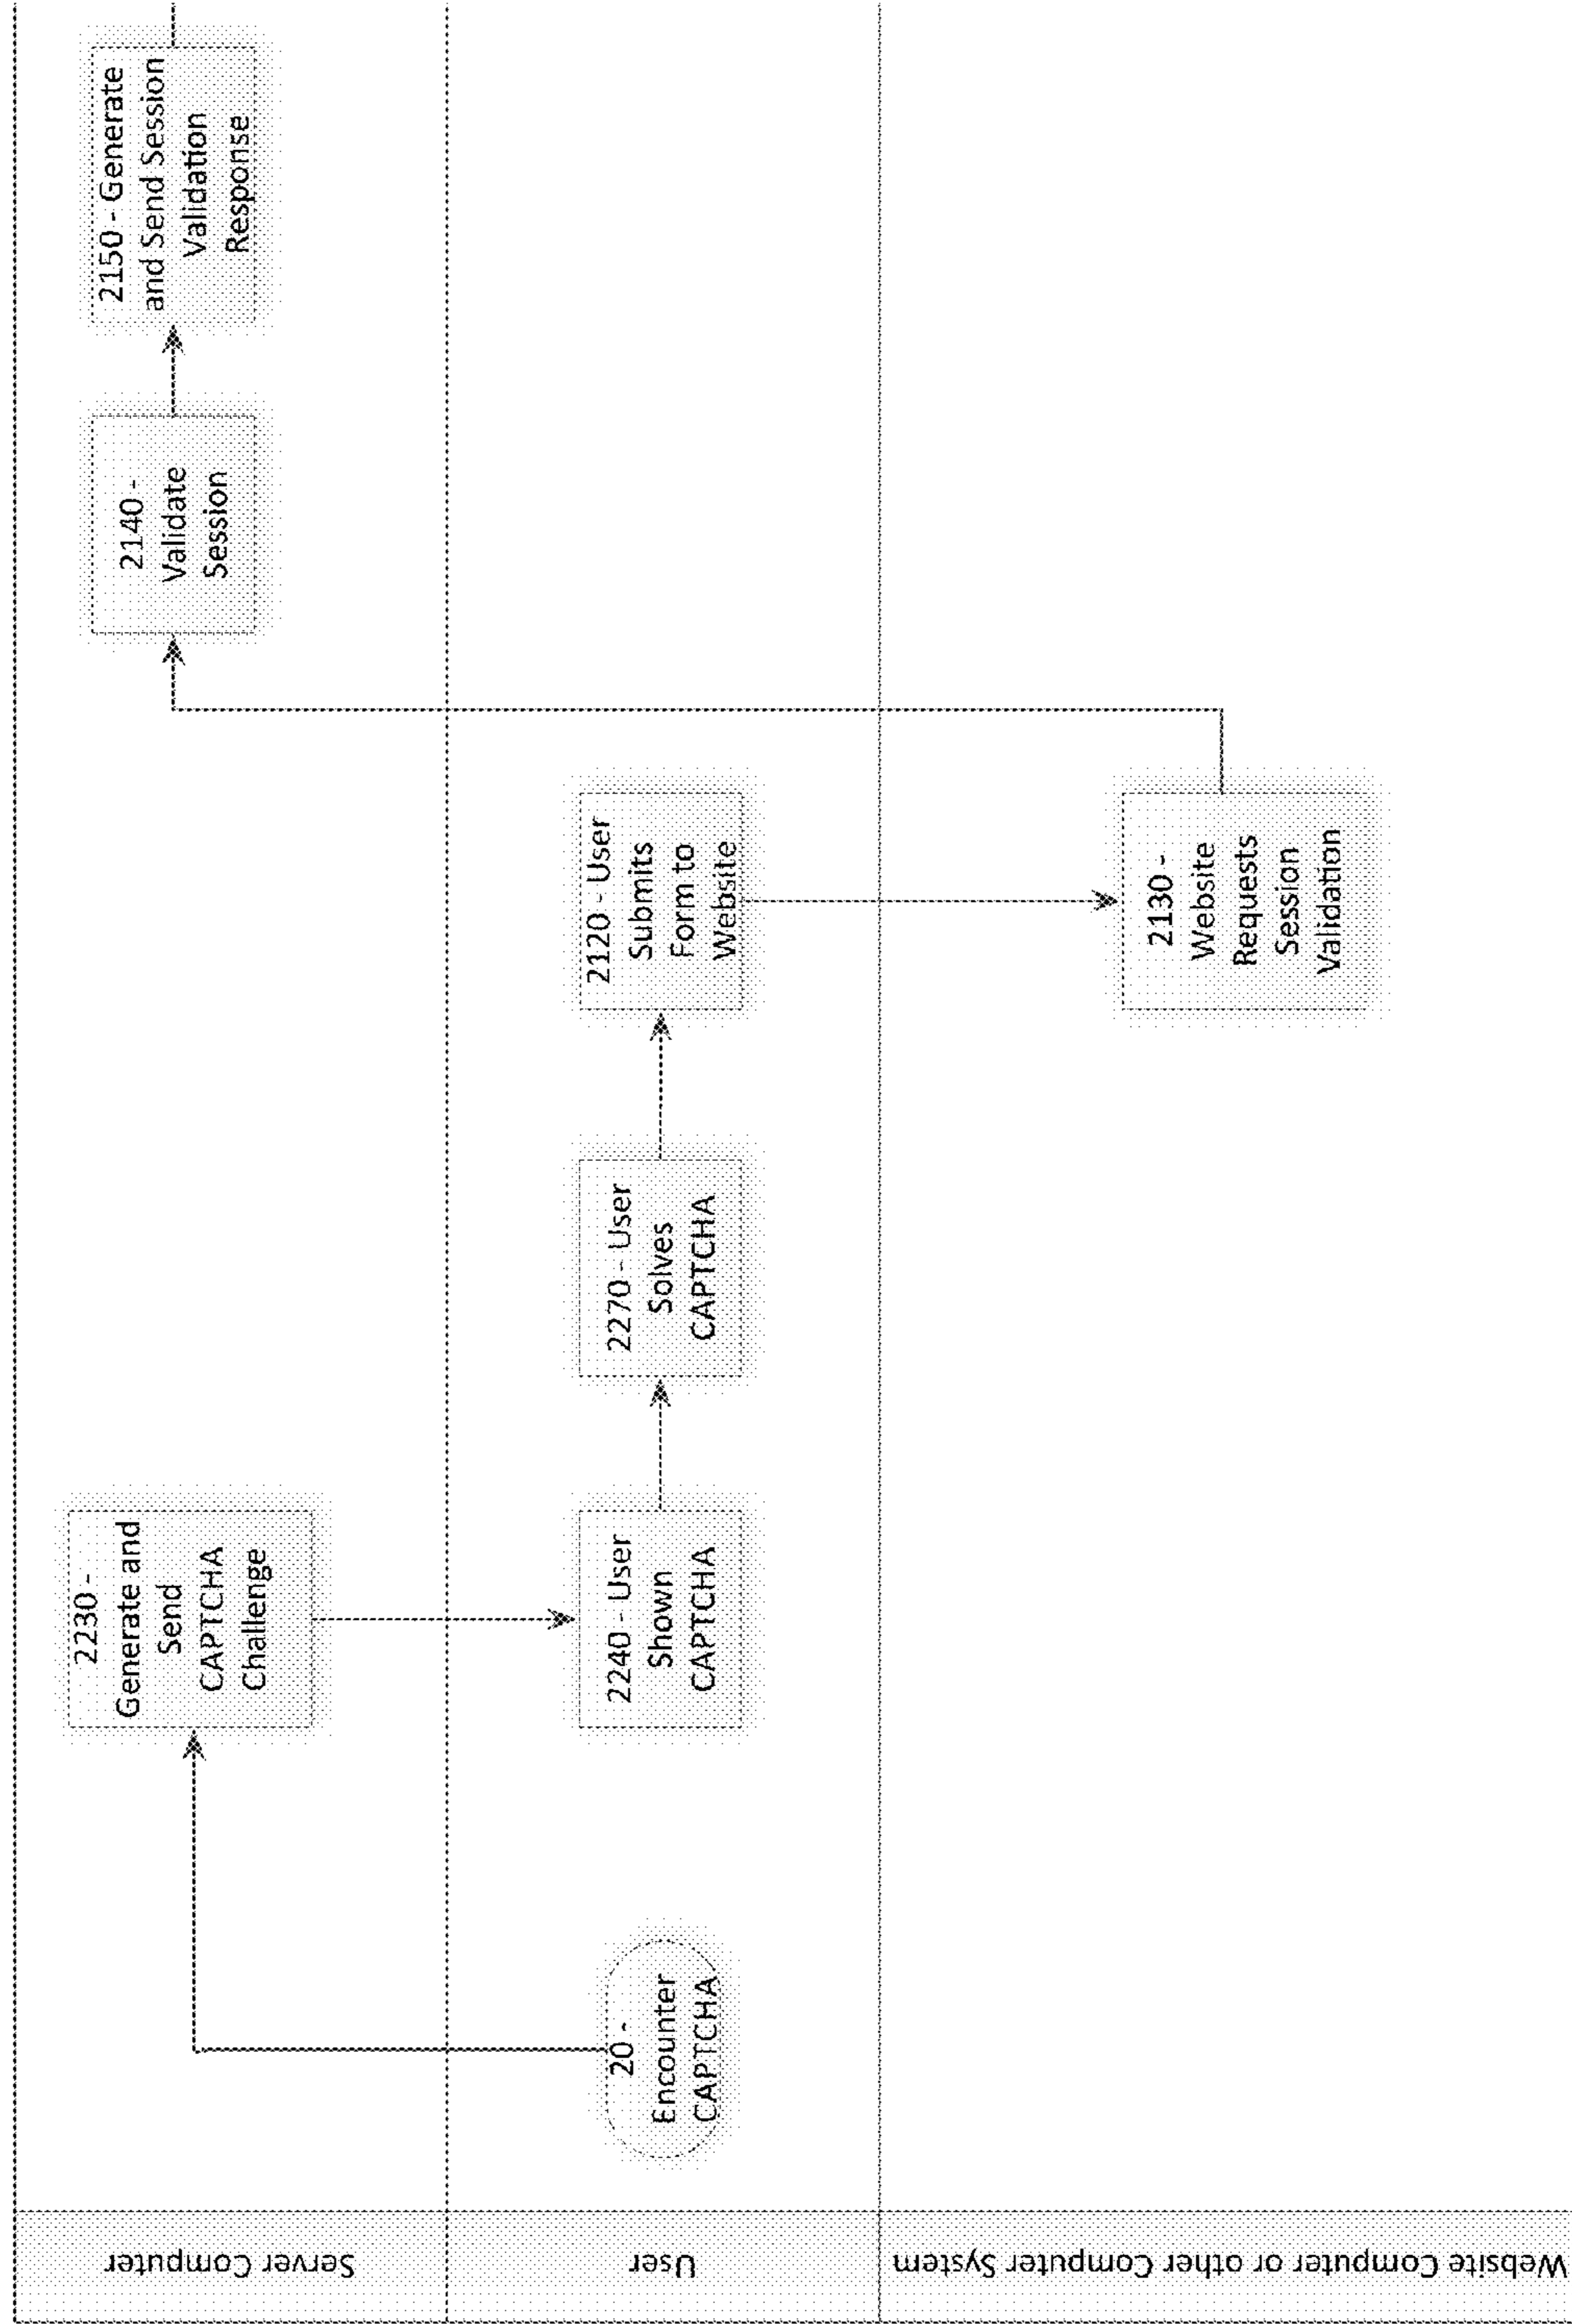 Server Computer
User
Website Computer or other Computer System
20 -
Encounter
CAPTCHA
2230 -
Generate and
Send
CAPTCHA
Challenge
2240 - User
Shown
CAPTCHA
2270 - User
Solves
CAPTCHA
2120 - User
Submits
Form to
Website
2130 -
Website
Requests
Session
Validation
2140 -
Validate
Session
2150 - Generate
and Send Session
Validation
Response